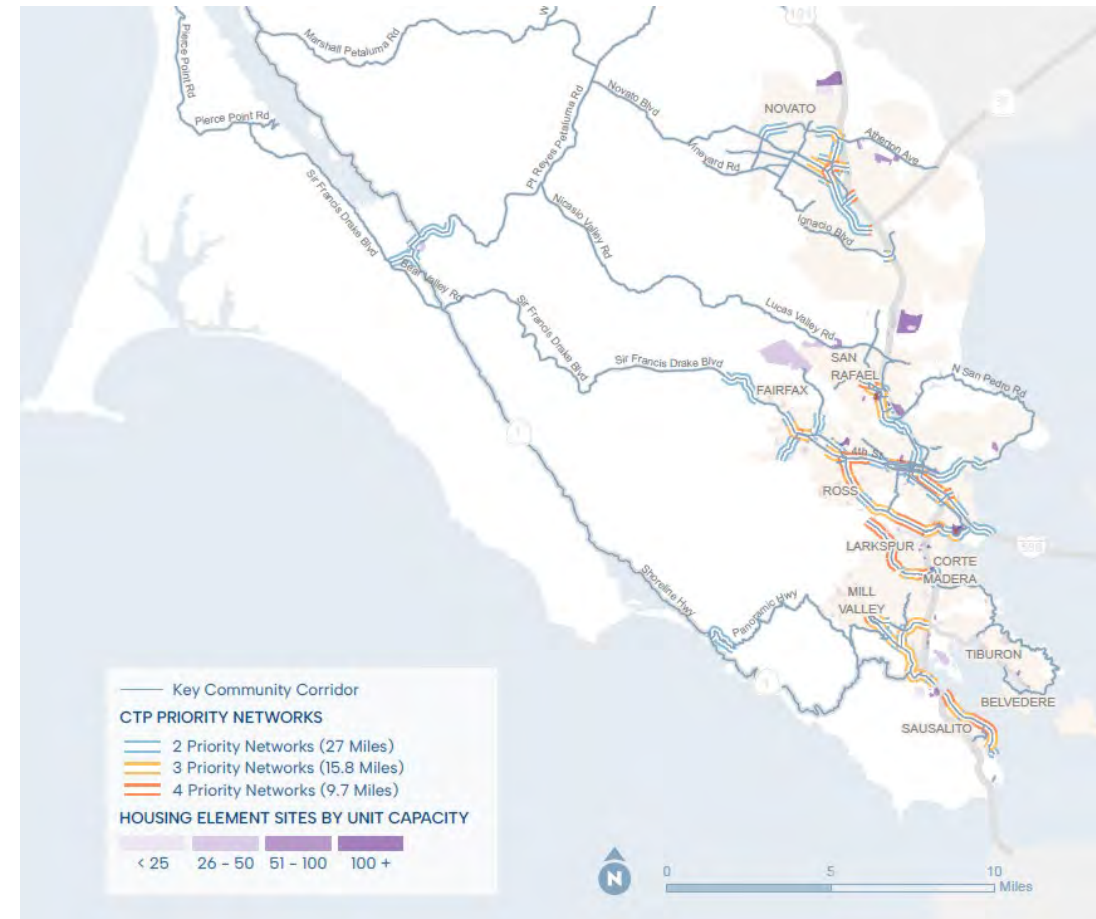 101
Marshall Petaluma Rd
Pierce Point Rd
Pierce Point Rd
Novato Blvd
NOVATO
37
Pt Reyes Petaluma Rd
Atherton Ave
Vineyard Rd
Sir Francis Drake Blvd
Nicasio Valley Rd
Ignacio Blvd
Bear Valley Rd
Sir Francis Drake Blvd
Lucas Valley Rd
SAN
RAFAEL
Sir Francis Drake Blvd
N San Pedro Rd
FAIRFAX
1
4th St
ROSS
LARKSPUR
580
CORTE
MADERA
Shoreline Hwy
Panoramic Hwy
MILL
VALLEY
TIBURON
1
BELVEDERE
SAUSALITO
Key Community Corridor
CTP PRIORITY NETWORKS
2 Priority Networks (27 Miles)
3 Priority Networks (15.8 Miles)
4 Priority Networks (9.7 Miles)
HOUSING ELEMENT SITES BY UNIT CAPACITY
< 25 26 - 50 51 - 100 100 +
N
0 5 10
Miles